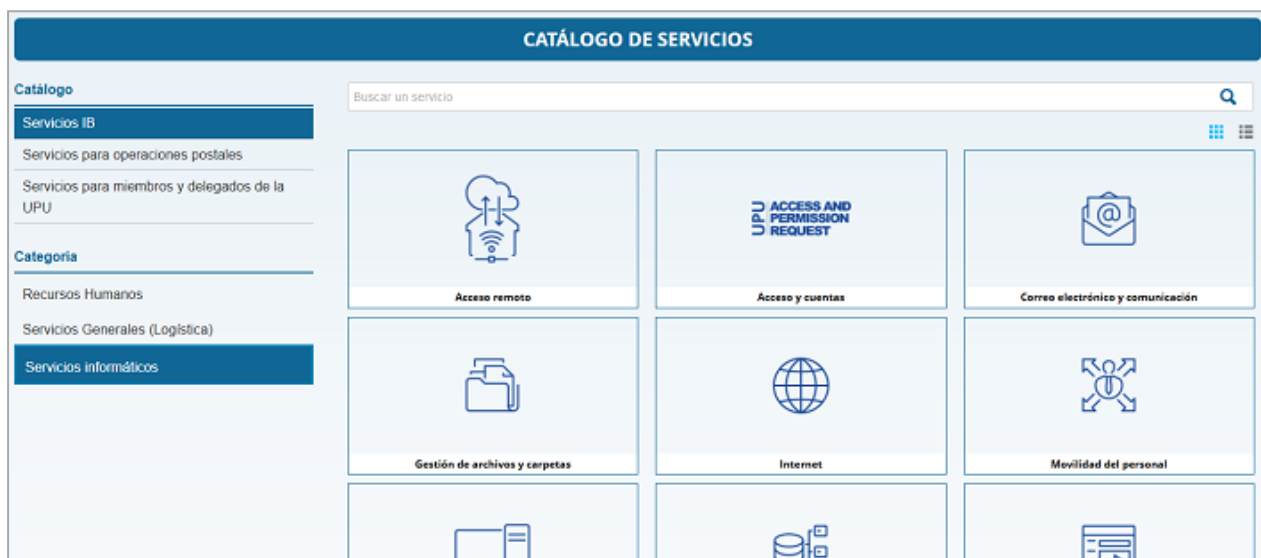 CATÁLOGO DE SERVICIOS
Catálogo
Servicios IB
Servicios para operaciones postales
Servicios para miembros y delegados de la
UPU
Categoría
Recursos Humanos
Servicios Generales (Logística)
Servicios informáticos
Buscar un servicio
UPU
ACCESS AND
PERMISSION
REQUEST
Acceso remoto
Acceso y cuentas
Correo electrónico y comunicación
Gestión de archivos y carpetas
Internet
Movilidad del personal